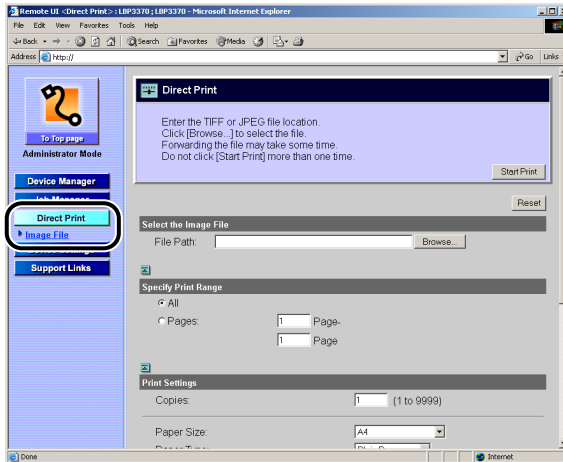 Remote UI <Direct Print> : LBP3370 ; LBP3370 - Microsoft Internet Explorer
File Edit View Favorites Tools Help
Back Search Favorites Media
Address http:// Go Links
To Top page
Administrator Mode
Device Manager
Job Manager
Direct Print
Image File
Support Links
Direct Print
Enter the TIFF or JPEG file location.
Click [Browse...] to select the file.
Forwarding the file may take some time.
Do not click [Start Print] more than one time.
Start Print
Reset
Select the Image File
File Path: Browse...
Specify Print Range
All
Pages: 1 Page-
1 Page
Print Settings
Copies: 1 (1 to 9999)
Paper Size: A4
Done Internet